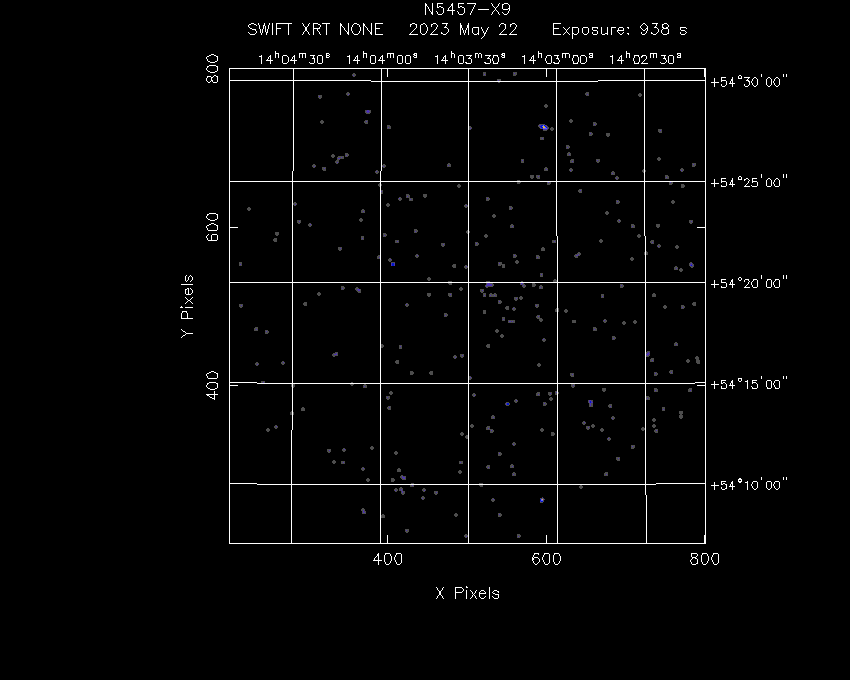 N5457-X9
SWIFT XRT NONE 2023 May 22 Exposure: 938 s
14ʰ04ᵐ30ˢ 14ʰ04ᵐ00ˢ 14ʰ03ᵐ30ˢ 14ʰ03ᵐ00ˢ 14ʰ02ᵐ30ˢ
800
600
400
Y Pixels
+54°30'00"
+54°25'00"
+54°20'00"
+54°15'00"
+54°10'00"
400 600 800
X Pixels